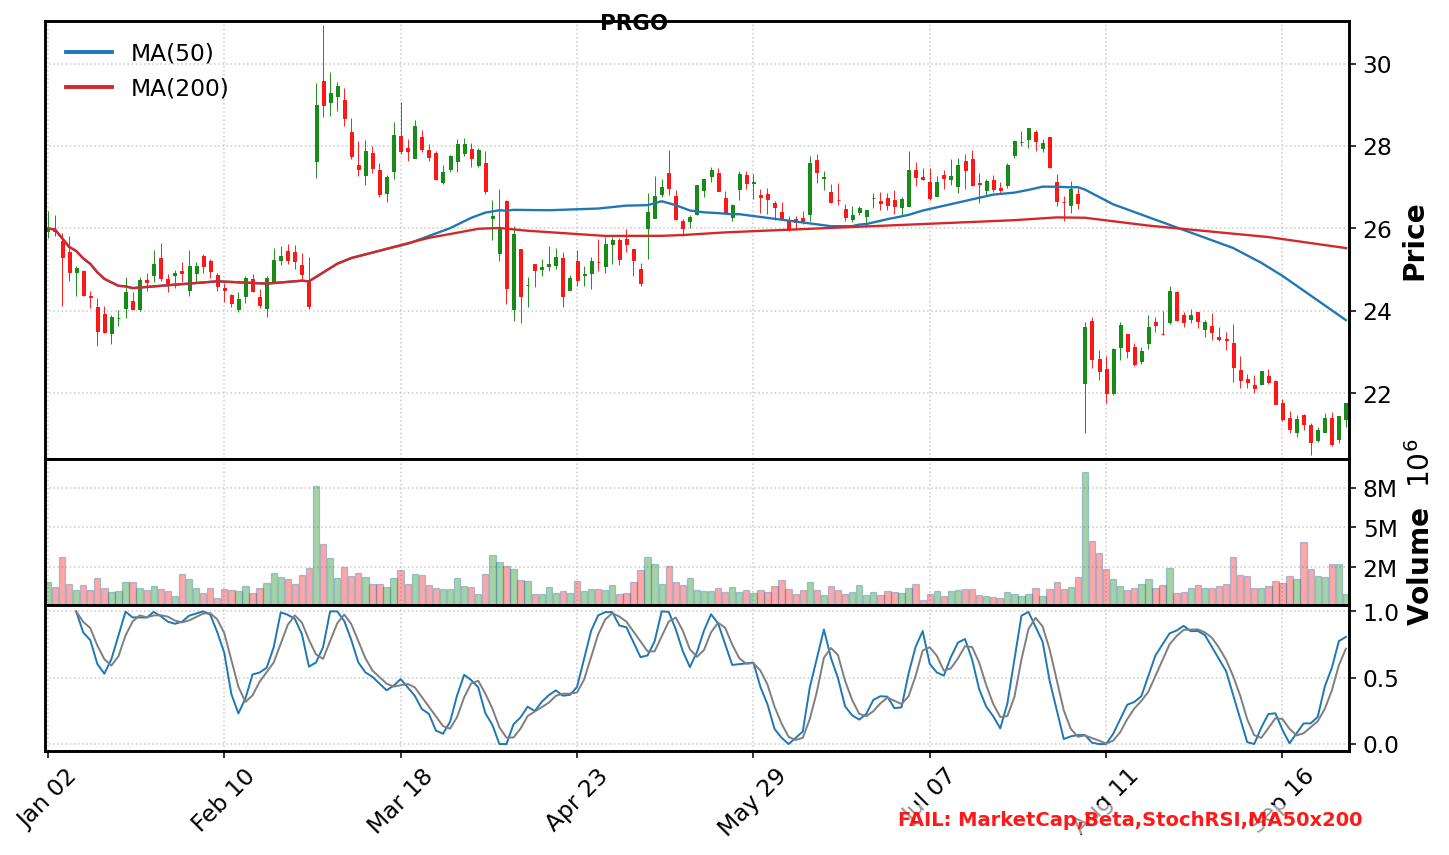 PRGO
MA(50)
MA(200)
30
28
26
24
22
Price
Volume 10^6
8M
5M
2M
1.0
0.5
0.0
Jan 02
Feb 10
Mar 18
Apr 23
May 29
Jul 07
Aug 11
Sep 16
FAIL: MarketCap,Beta,StochRSI,MA50x200